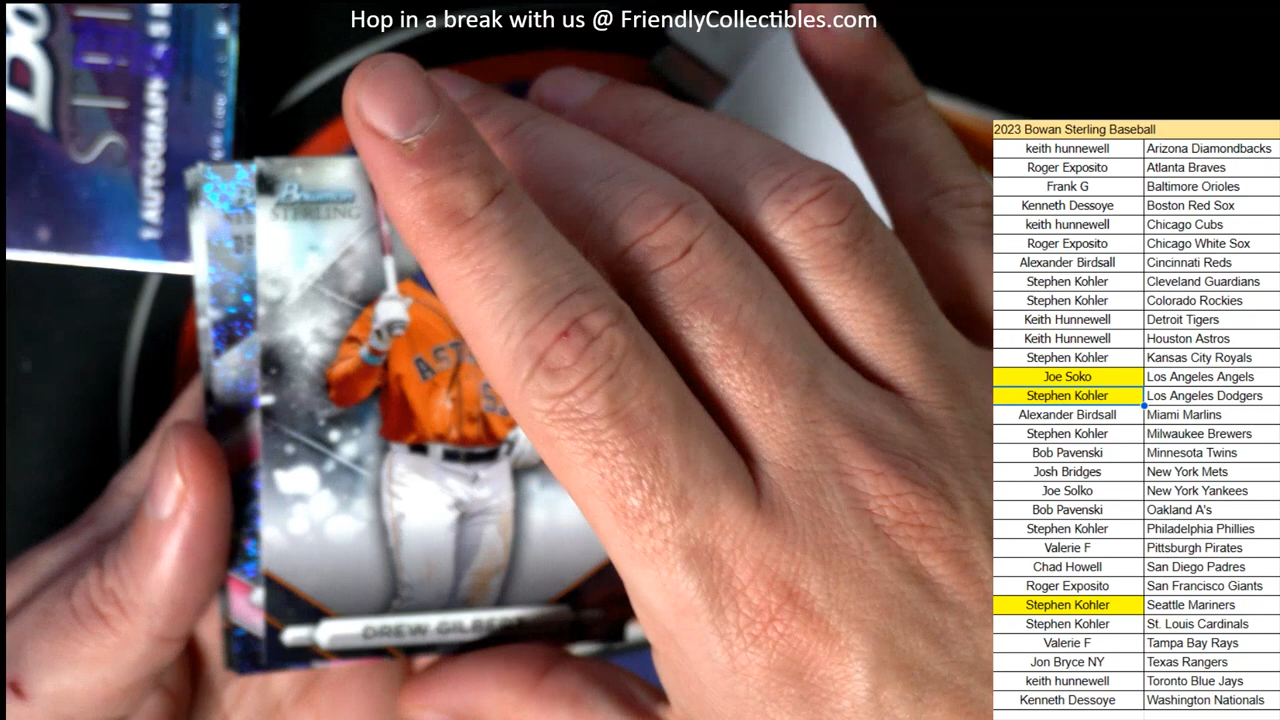 Hop in a break with us @ FriendlyCollectibles.com
1 AUTOGRAPH
Bowman
STERLING
AST
DREW GILBE
2023 Bowan Sterling Baseball
keith hunnewell Arizona Diamondbacks
Roger Exposito Atlanta Braves
Frank G Baltimore Orioles
Kenneth Dessoye Boston Red Sox
keith hunnewell Chicago Cubs
Roger Exposito Chicago White Sox
Alexander Birdsall Cincinnati Reds
Stephen Kohler Cleveland Guardians
Stephen Kohler Colorado Rockies
Keith Hunnewell Detroit Tigers
Keith Hunnewell Houston Astros
Stephen Kohler Kansas City Royals
Joe Soko Los Angeles Angels
Stephen Kohler Los Angeles Dodgers
Alexander Birdsall Miami Marlins
Stephen Kohler Milwaukee Brewers
Bob Pavenski Minnesota Twins
Josh Bridges New York Mets
Joe Solko New York Yankees
Bob Pavenski Oakland A's
Stephen Kohler Philadelphia Phillies
Valerie F Pittsburgh Pirates
Chad Howell San Diego Padres
Roger Exposito San Francisco Giants
Stephen Kohler Seattle Mariners
Stephen Kohler St. Louis Cardinals
Valerie F Tampa Bay Rays
Jon Bryce NY Texas Rangers
keith hunnewell Toronto Blue Jays
Kenneth Dessoye Washington Nationals